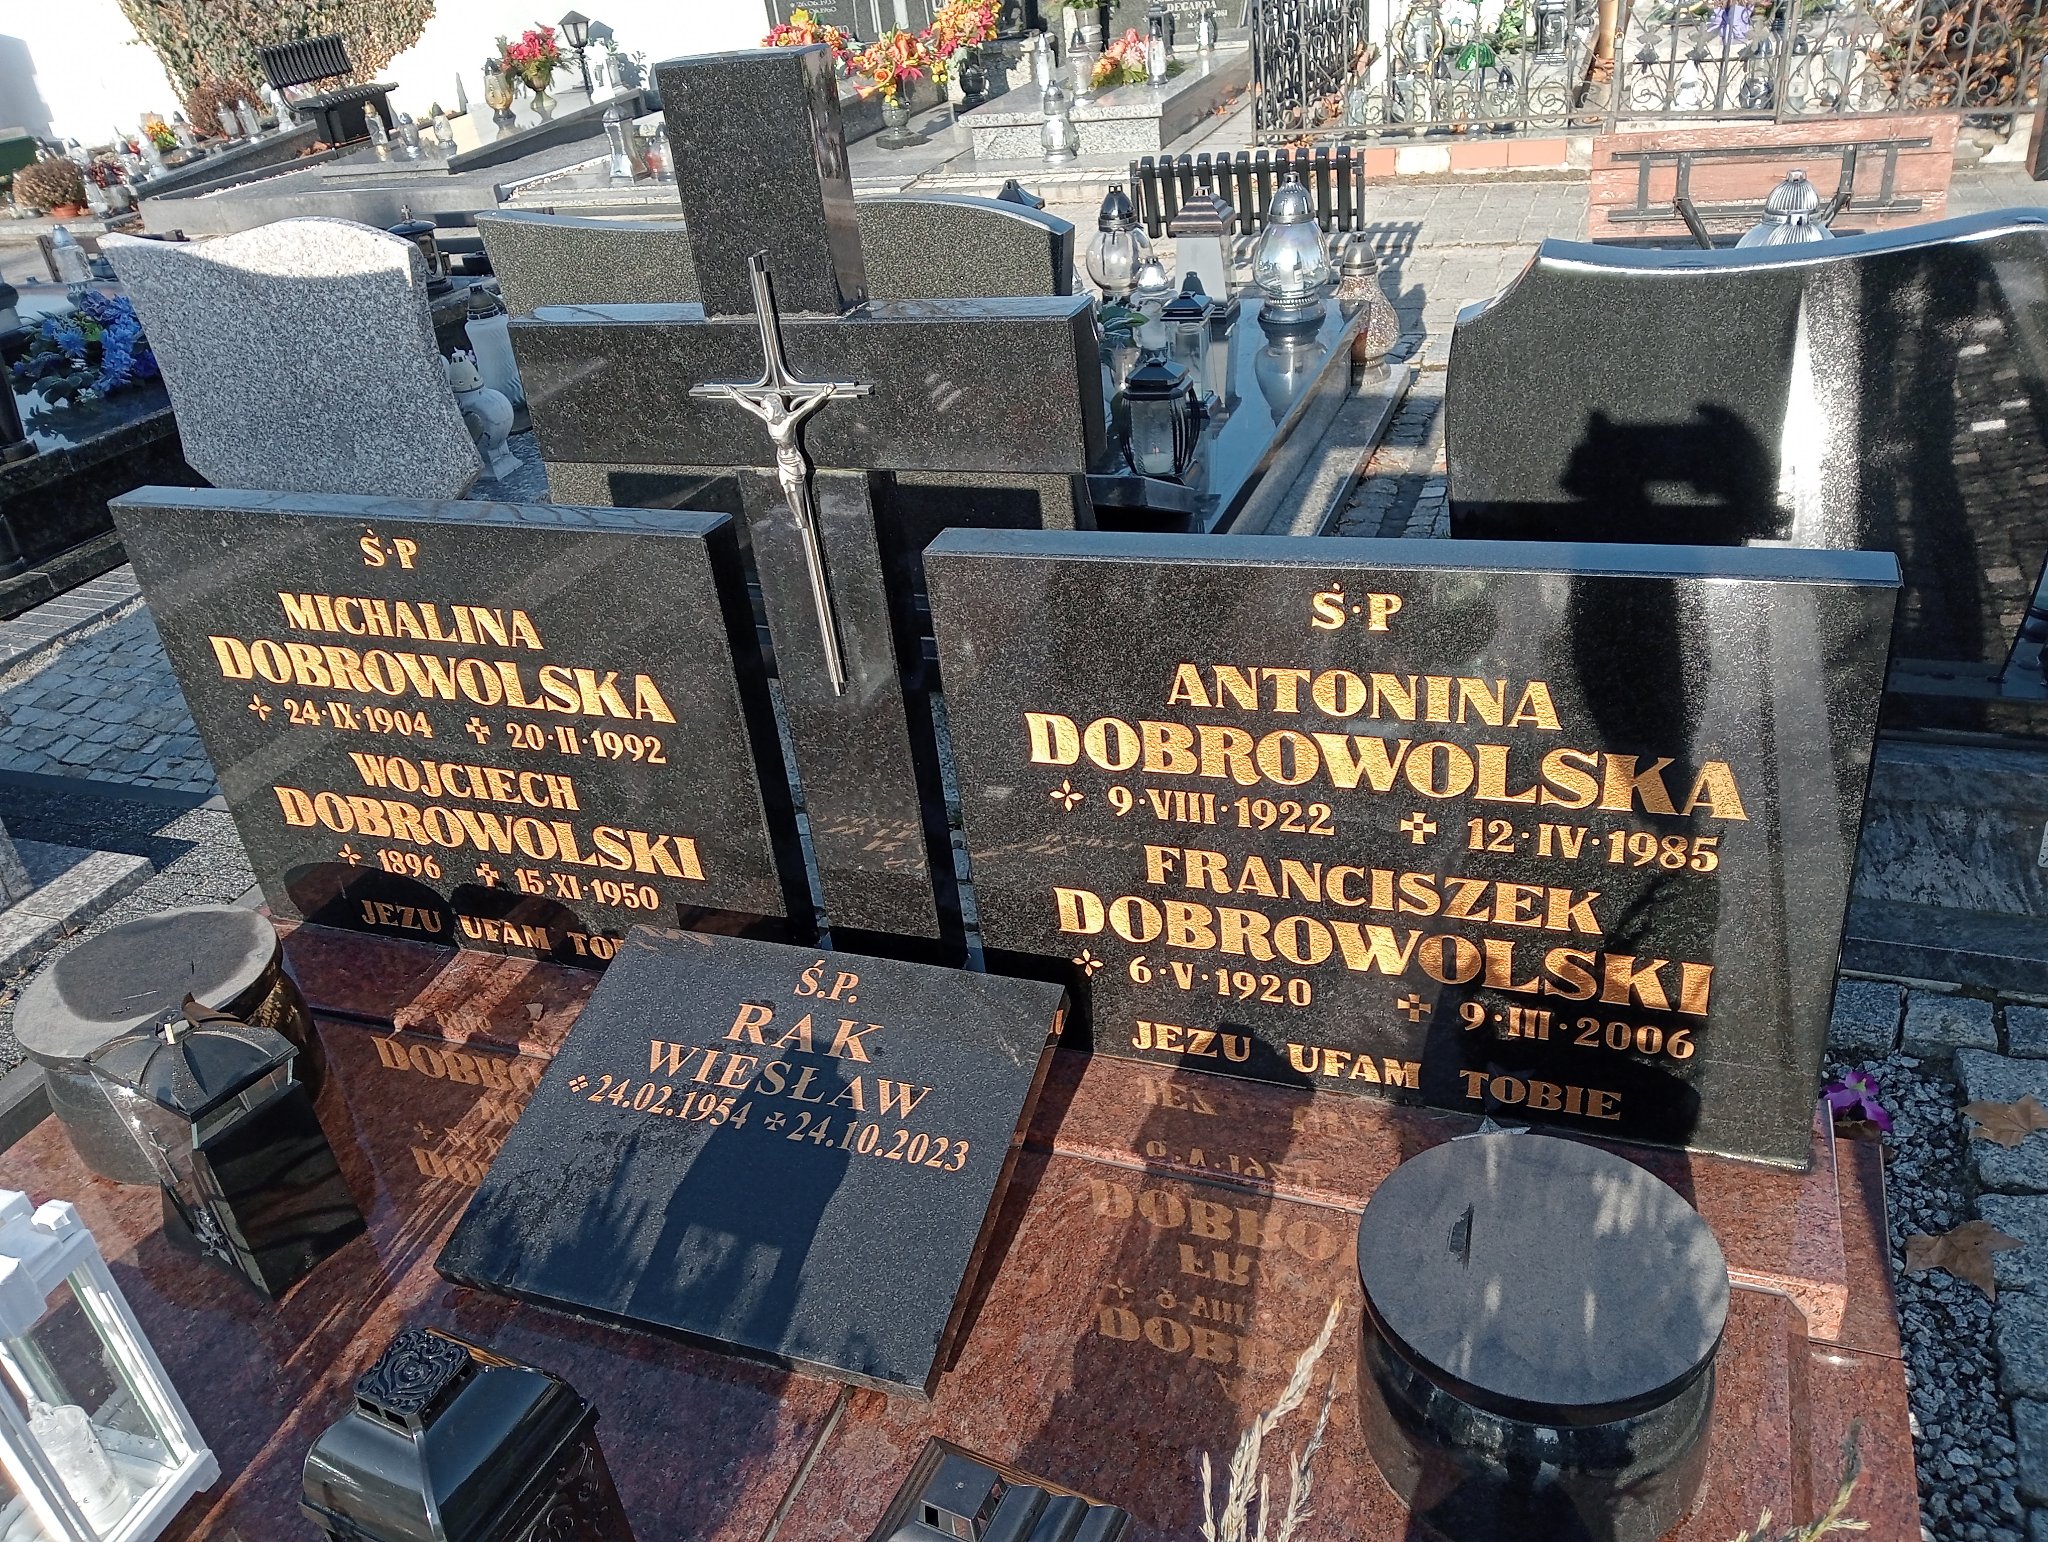 DEGARDA
Ś·P
MICHALINA
DOBROWOLSKA
24·IX·1904 20·II·1992
WOJCIECH
DOBROWOLSKI
1896 15·XI·1950
JEZU UFAM
Ś·P
ANTONINA
DOBROWOLSKA
9·VIII·1922 12·IV·1985
FRANCISZEK
DOBROWOLSKI
6·V·1920 9·III·2006
JEZU UFAM TOBIE
Ś.P.
RAK
WIESŁAW
24.02.1954 24.10.2023